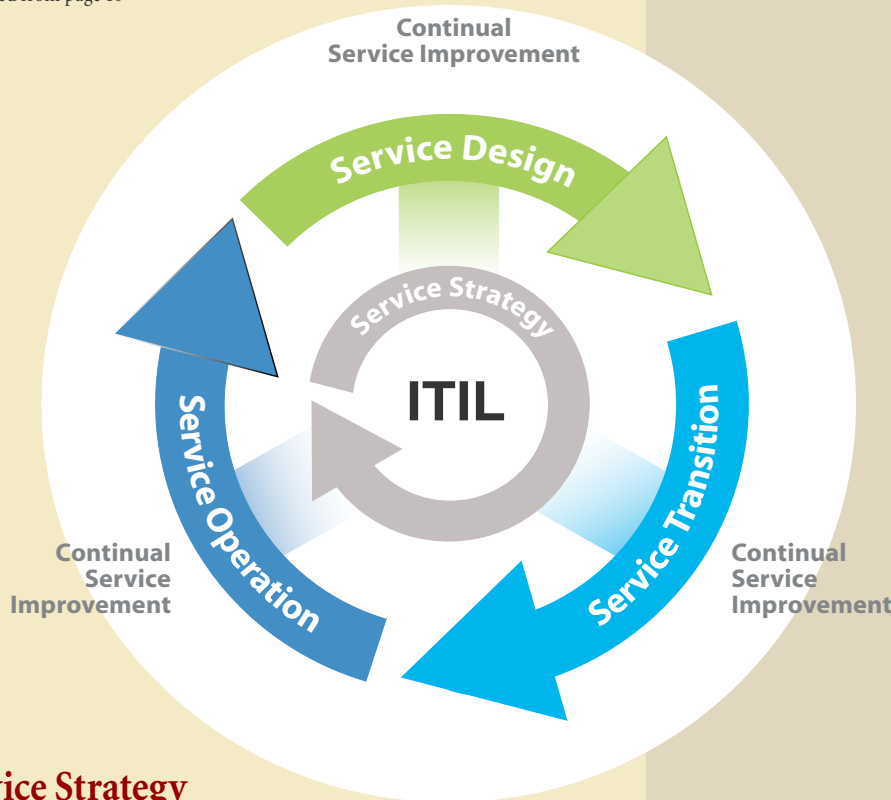 Continual
Service Improvement
Service Design
Service Strategy
ITIL
Service Operation
Service Transition
Continual
Service
Improvement
Continual
Service
Improvement
Strategy